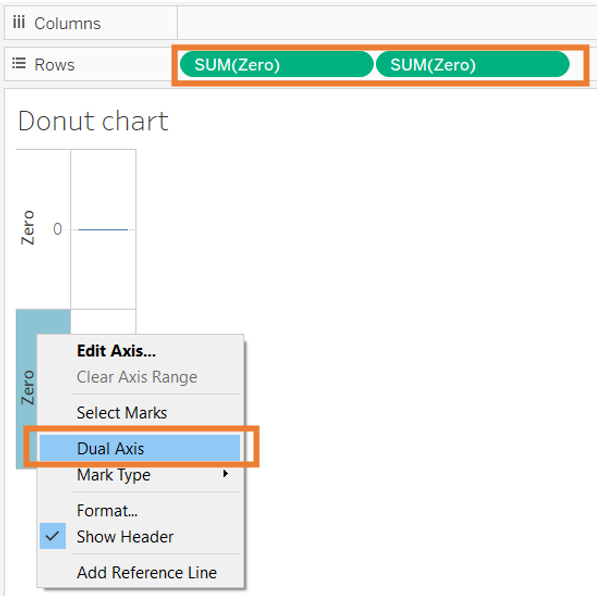 Columns
Rows SUM(Zero) SUM(Zero)
Donut chart
Zero
0
Zero
Edit Axis...
Clear Axis Range
Select Marks
Dual Axis
Mark Type
Format...
Show Header
Add Reference Line